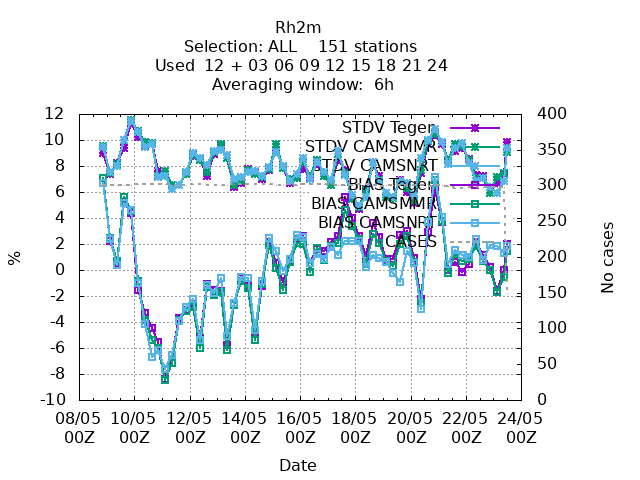 Rh2m
Selection: ALL    151 stations
Used  12 + 03 06 09 12 15 18 21 24
Averaging window:  6h
STDV Tegen
STDV CAMSMMR
STDV CAMSNRT
BIAS Tegen
BIAS CAMSMMR
BIAS CAMSNRT
CASES
12
10
8
6
4
2
0
-2
-4
-6
-8
-10
%
400
350
300
250
200
150
100
50
0
No cases
08/05 10/05 12/05 14/05 16/05 18/05 20/05 22/05 24/05
00Z 00Z 00Z 00Z 00Z 00Z 00Z 00Z 00Z
Date